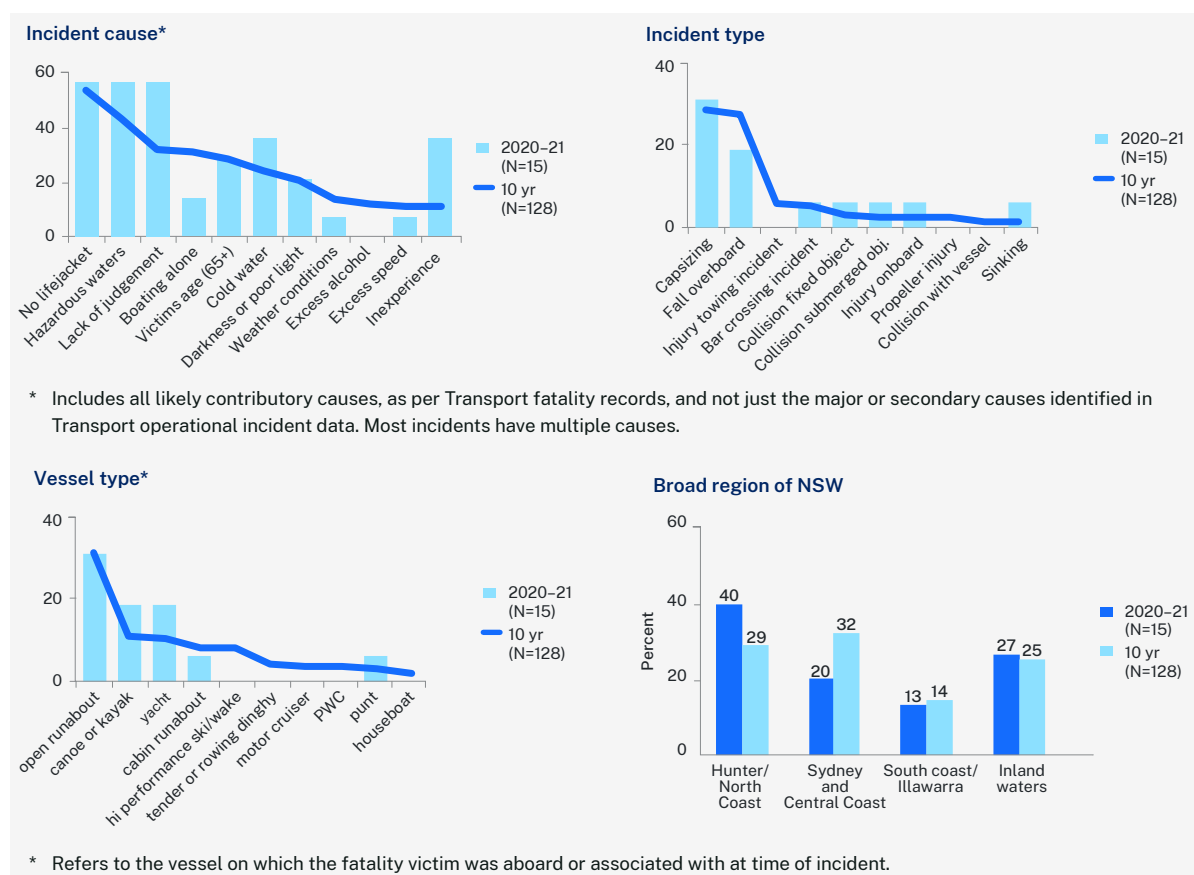 Incident cause*
60
40
20
0
No lifejacket
Hazardous waters
Lack of judgement
Boating alone
Victims age (65+)
Cold water
Darkness or poor light
Weather conditions
Excess alcohol
Excess speed
Inexperience
2020–21
(N=15)
10 yr
(N=128)
Incident type
40
20
0
Capsizing
Fall overboard
Injury towing incident
Bar crossing incident
Collision fixed object
Collision submerged obj.
Injury onboard
Propeller injury
Collision with vessel
Sinking
2020–21
(N=15)
10 yr
(N=128)
* Includes all likely contributory causes, as per Transport fatality records, and not just the major or secondary causes identified in
Transport operational incident data. Most incidents have multiple causes.
Vessel type*
40
20
0
open runabout
canoe or kayak
yacht
cabin runabout
hi performance ski/wake
tender or rowing dinghy
motor cruiser
PWC
punt
houseboat
2020–21
(N=15)
10 yr
(N=128)
Broad region of NSW
Percent
60
40
20
0
40
29
20
32
13
14
27
25
Hunter/
North
Coast
Sydney
and
Central Coast
South coast/
Illawarra
Inland
waters
2020–21
(N=15)
10 yr
(N=128)
* Refers to the vessel on which the fatality victim was aboard or associated with at time of incident.